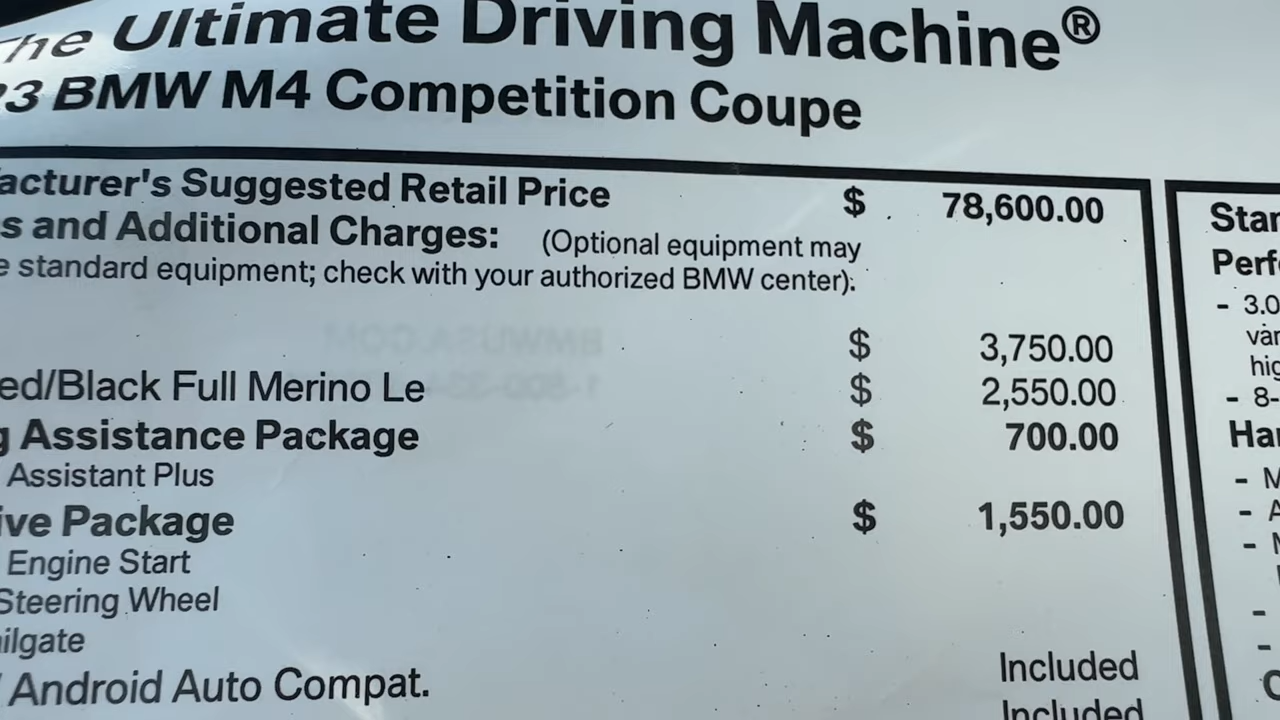 The Ultimate Driving Machine®
3 BMW M4 Competition Coupe
acturer's Suggested Retail Price $ 78,600.00
s and Additional Charges: (Optional equipment may
e standard equipment; check with your authorized BMW center):
$ 3,750.00
ed/Black Full Merino Le $ 2,550.00
g Assistance Package $ 700.00
Assistant Plus
ive Package $ 1,550.00
Engine Start
Steering Wheel
ailgate
Android Auto Compat. Included
Included
Star
Perf
- 3.0
var
hig
- 8-
Har
- M
- A